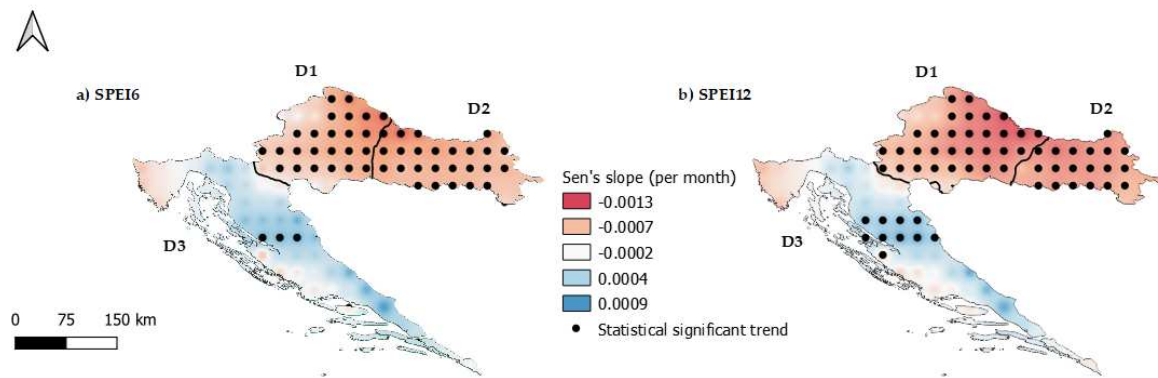 D1
a) SPEI6
D2
D3
0 75 150 km
Sen's slope (per month)
-0.0013
-0.0007
-0.0002
0.0004
0.0009
Statistical significant trend
D1
b) SPEI12
D2
D3